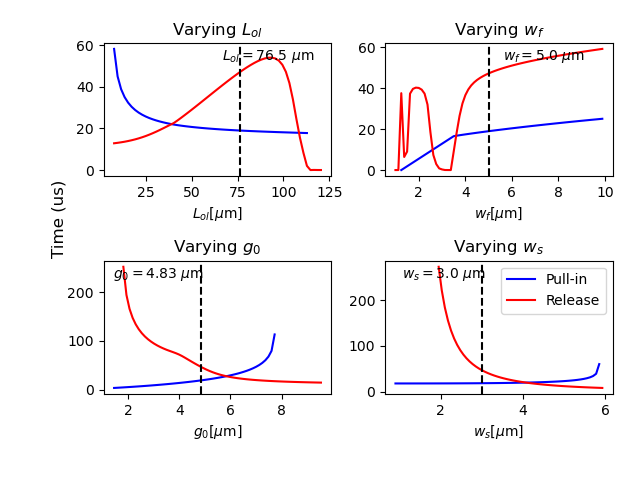 Varying $L_{ol}$
$L_{ol} = 76.5$ μm
60
40
20
0
25 50 75 100 125
$L_{ol}$[μm]
Varying $w_f$
$w_f = 5.0$ μm
60
40
20
0
2 4 6 8 10
$w_f$[μm]
Time (us)
Varying $g_0$
$g_0 = 4.83$ μm
200
100
0
2 4 6 8
$g_0$[μm]
Varying $w_s$
$w_s = 3.0$ μm
Pull-in
Release
200
100
0
2 4 6
$w_s$[μm]